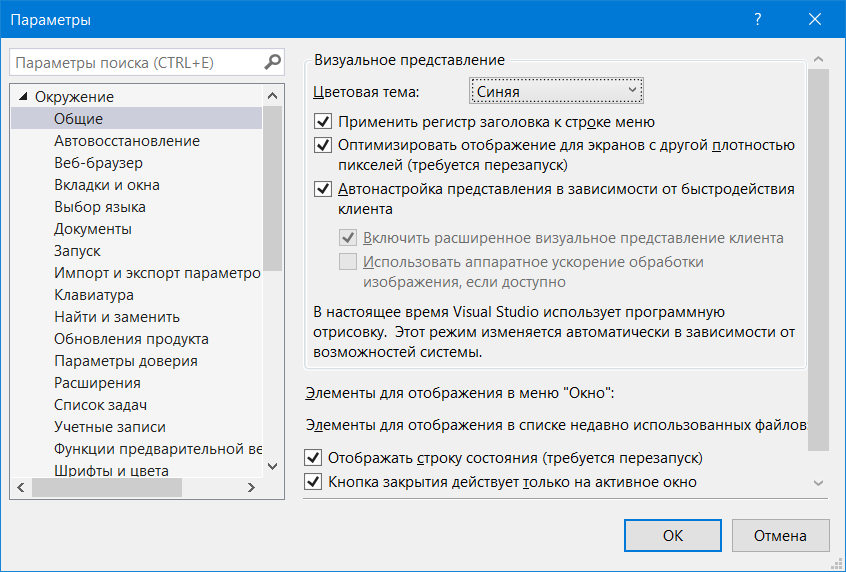 Параметры
?
Параметры поиска (CTRL+E)
Окружение
Общие
Автовосстановление
Веб-браузер
Вкладки и окна
Выбор языка
Документы
Запуск
Импорт и экспорт параметро
Клавиатура
Найти и заменить
Обновления продукта
Параметры доверия
Расширения
Список задач
Учетные записи
Функции предварительной ве
Шрифты и цвета
Визуальное представление
Цветовая тема:
Синяя
Применить регистр заголовка к строке меню
Оптимизировать отображение для экранов с другой плотностью
пикселей (требуется перезапуск)
Автонастройка представления в зависимости от быстродействия
клиента
Включить расширенное визуальное представление клиента
Использовать аппаратное ускорение обработки
изображения, если доступно
В настоящее время Visual Studio использует программную
отрисовку. Этот режим изменяется автоматически в зависимости от
возможностей системы.
Элементы для отображения в меню "Окно":
Элементы для отображения в списке недавно использованных файлов
Отображать строку состояния (требуется перезапуск)
Кнопка закрытия действует только на активное окно
ОК
Отмена